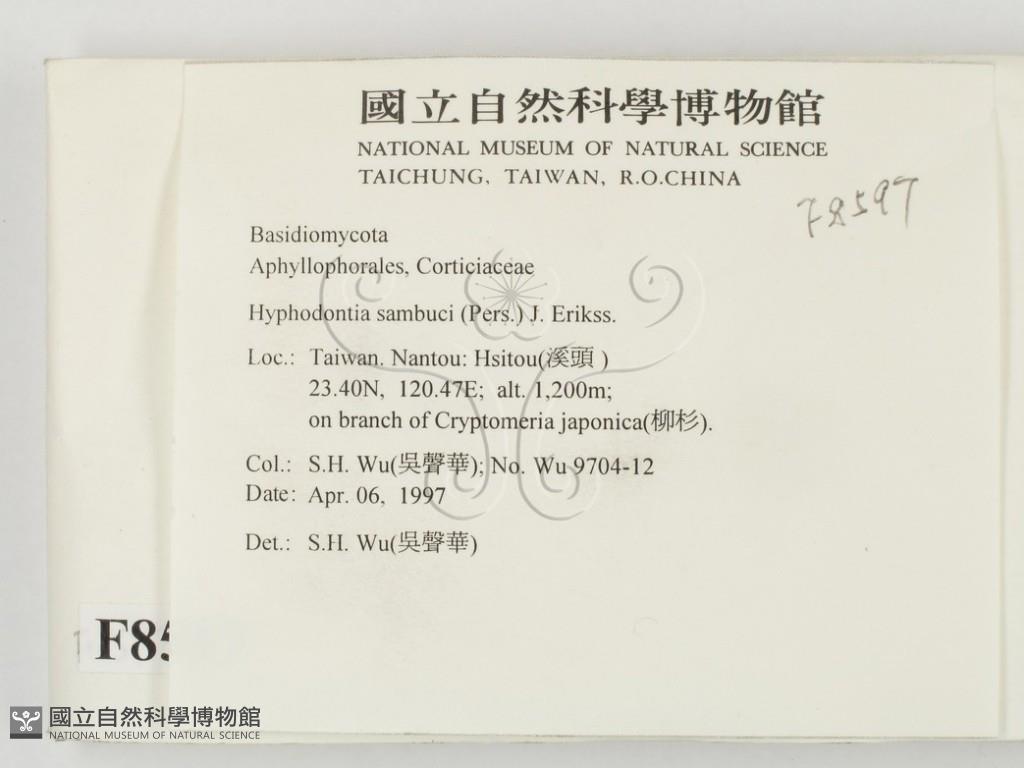 國立自然科學博物館
NATIONAL MUSEUM OF NATURAL SCIENCE
TAICHUNG, TAIWAN, R.O.CHINA
F8597
Basidiomycota
Aphyllophorales, Corticiaceae
Hyphodontia sambuci (Pers.) J. Erikss.
Loc.: Taiwan. Nantou: Hsitou(溪頭 )
23.40N, 120.47E; alt. 1,200m;
on branch of Cryptomeria japonica(柳杉).
Col.: S.H. Wu(吳聲華); No. Wu 9704-12
Date: Apr. 06, 1997
Det.: S.H. Wu(吳聲華)
F85
國立自然科學博物館
NATIONAL MUSEUM OF NATURAL SCIENCE